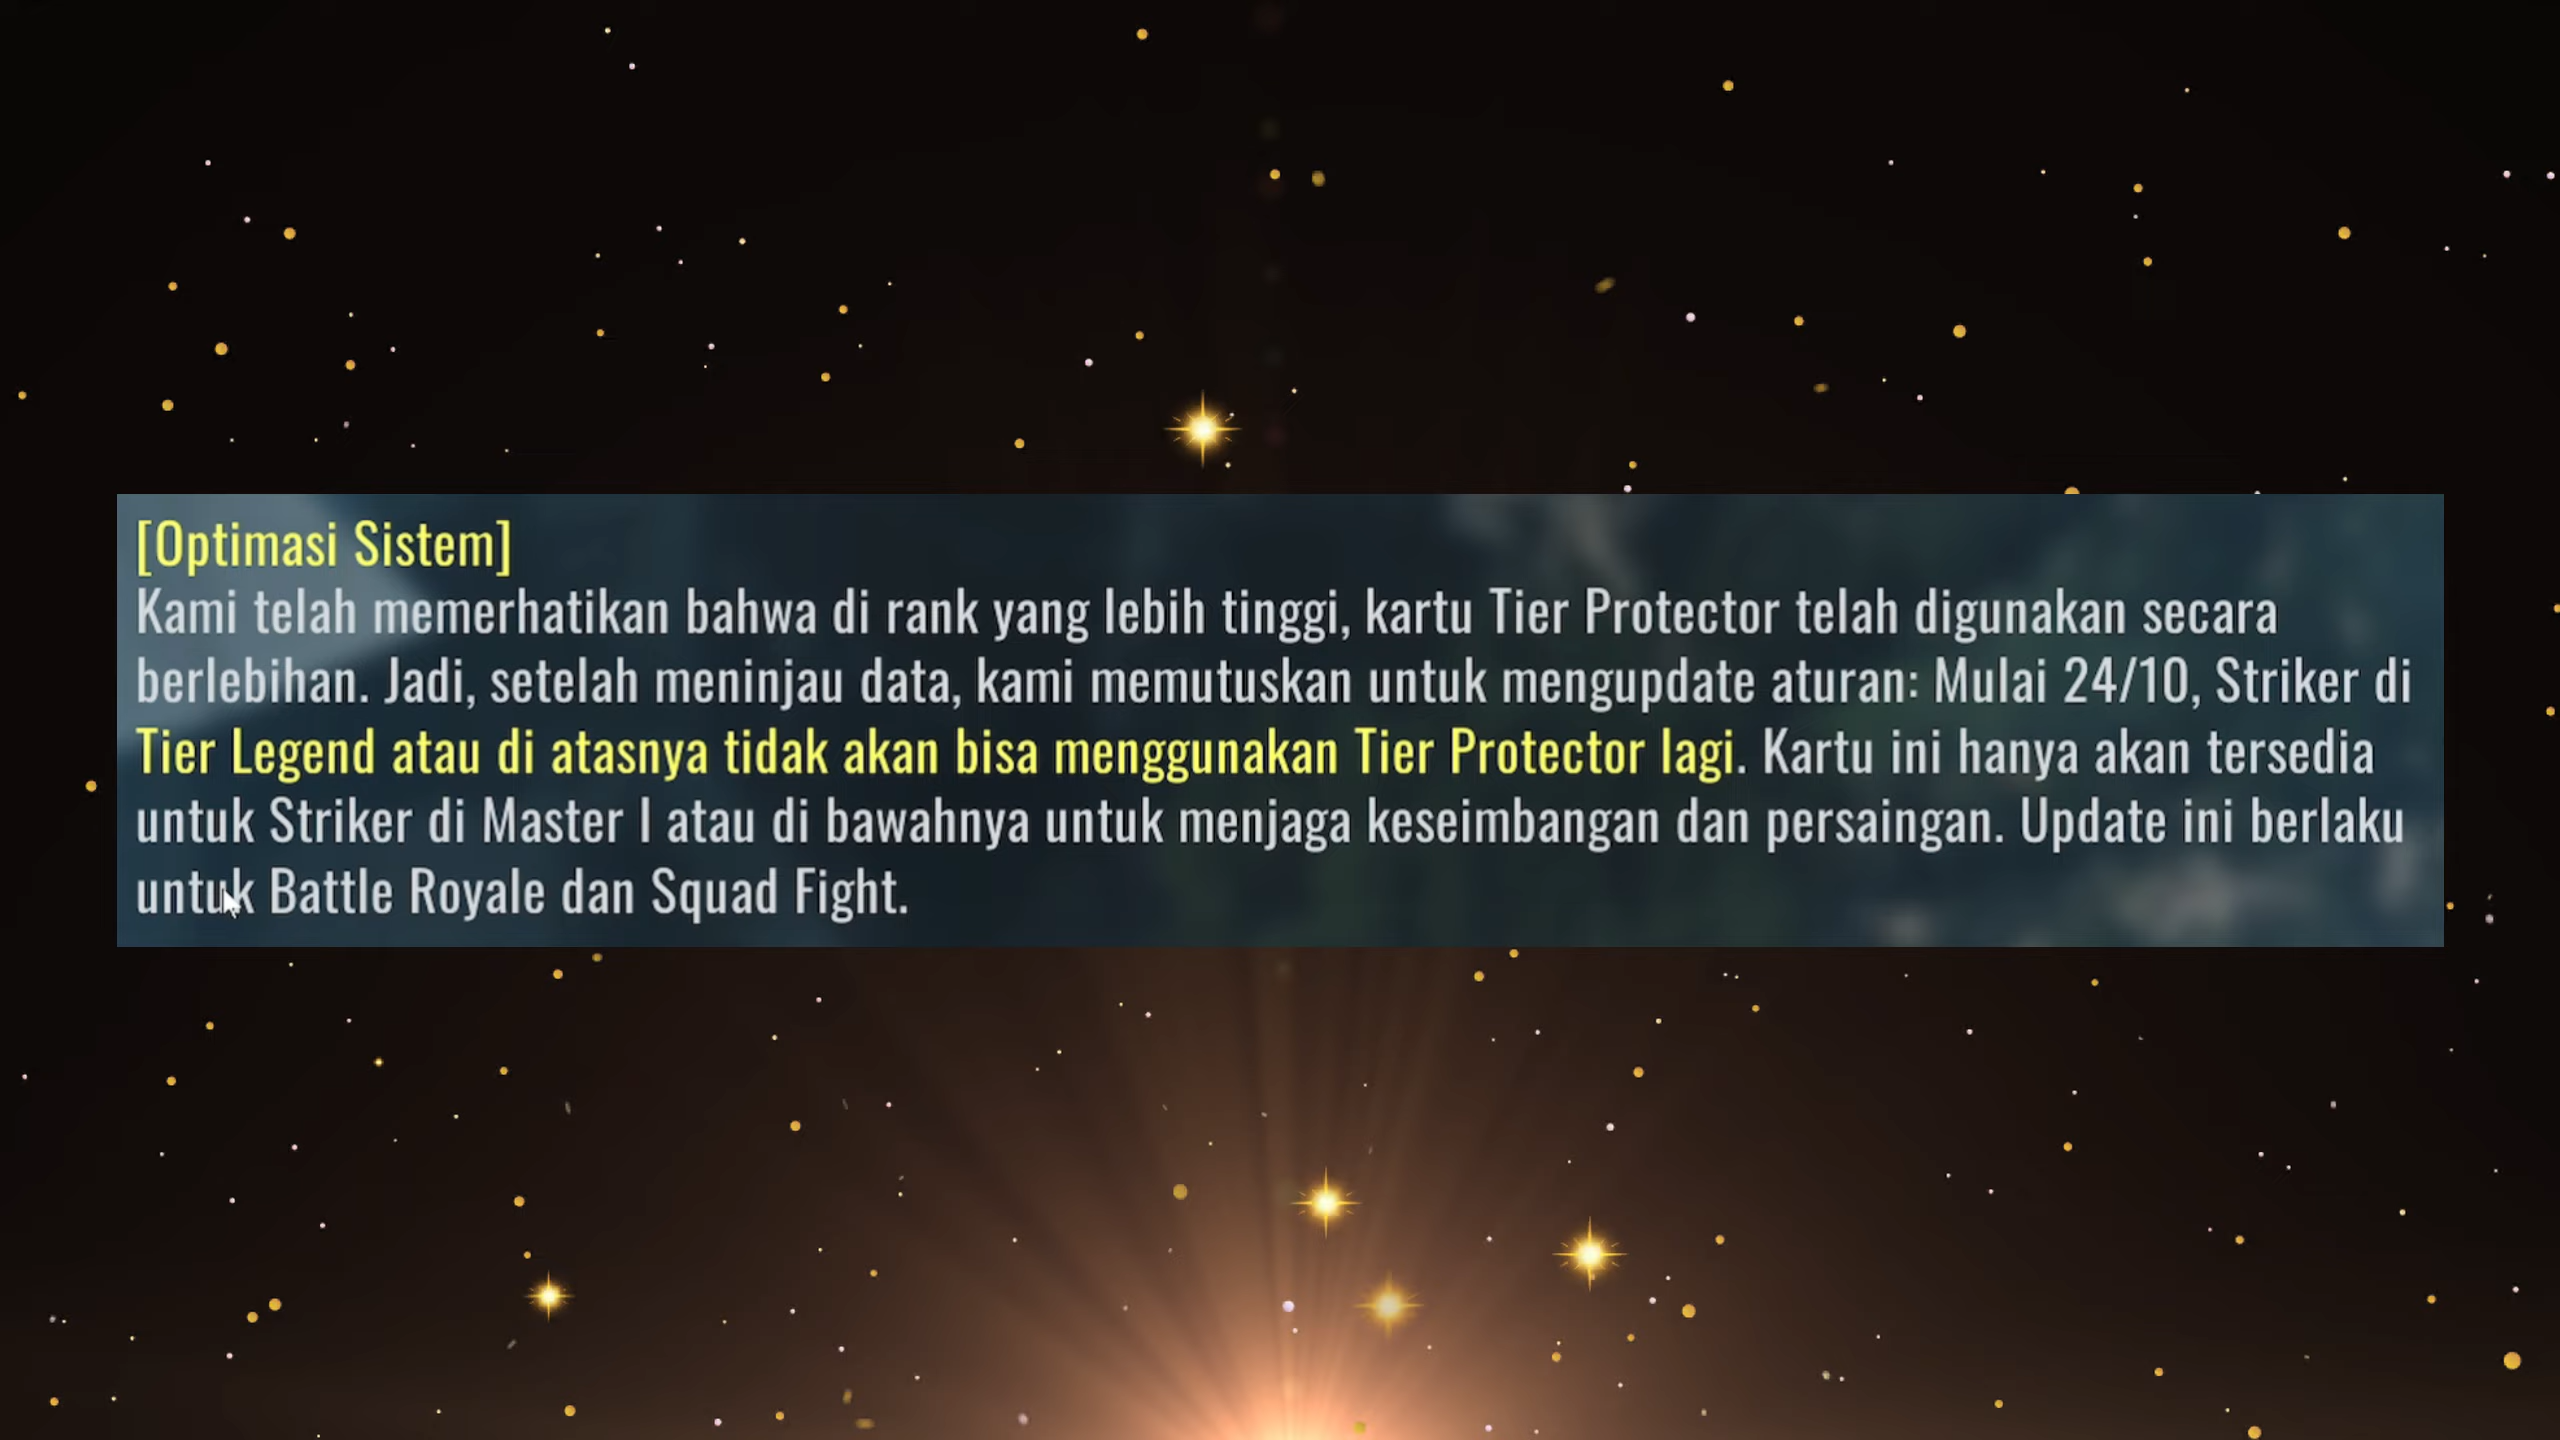 [Optimasi Sistem]
Kami telah memerhatikan bahwa di rank yang lebih tinggi, kartu Tier Protector telah digunakan secara
berlebihan. Jadi, setelah meninjau data, kami memutuskan untuk mengupdate aturan: Mulai 24/10, Striker di
Tier Legend atau di atasnya tidak akan bisa menggunakan Tier Protector lagi. Kartu ini hanya akan tersedia
untuk Striker di Master I atau di bawahnya untuk menjaga keseimbangan dan persaingan. Update ini berlaku
untuk Battle Royale dan Squad Fight.